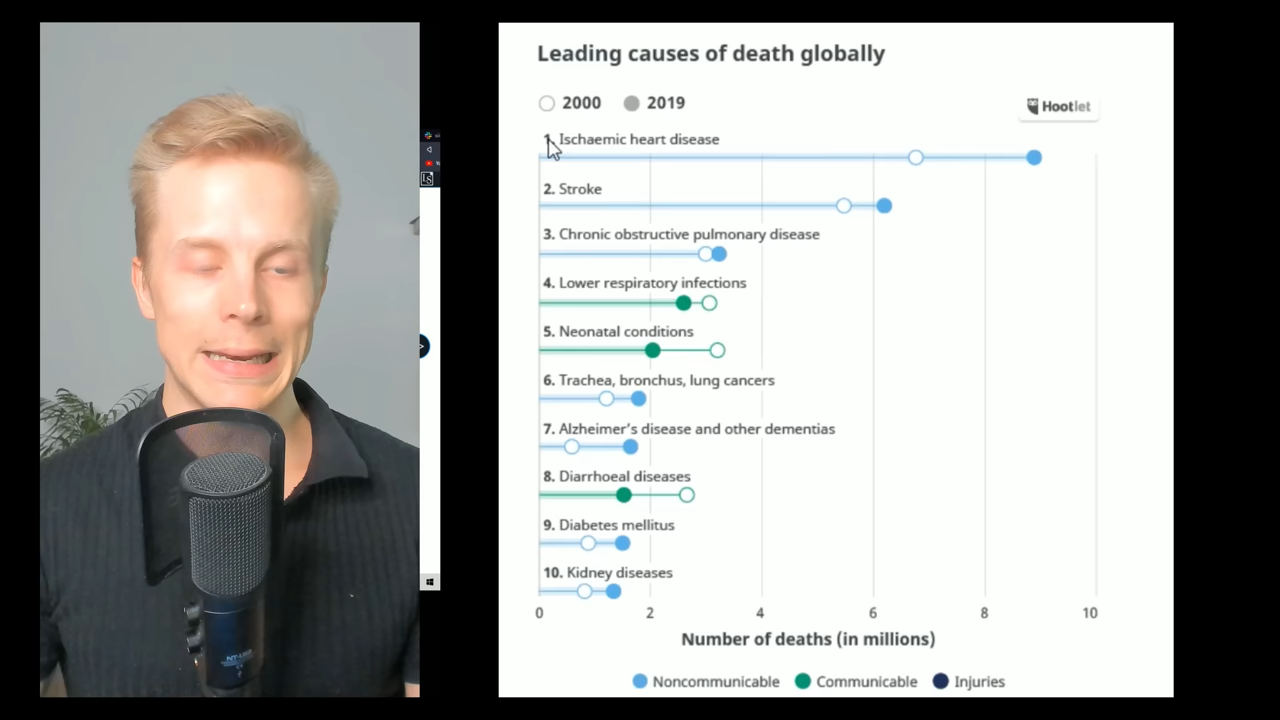 Leading causes of death globally
2000 2019
Hootlet
1. Ischaemic heart disease
2. Stroke
3. Chronic obstructive pulmonary disease
4. Lower respiratory infections
5. Neonatal conditions
6. Trachea, bronchus, lung cancers
7. Alzheimer's disease and other dementias
8. Diarrhoeal diseases
9. Diabetes mellitus
10. Kidney diseases
0 2 4 6 8 10
Number of deaths (in millions)
Noncommunicable Communicable Injuries